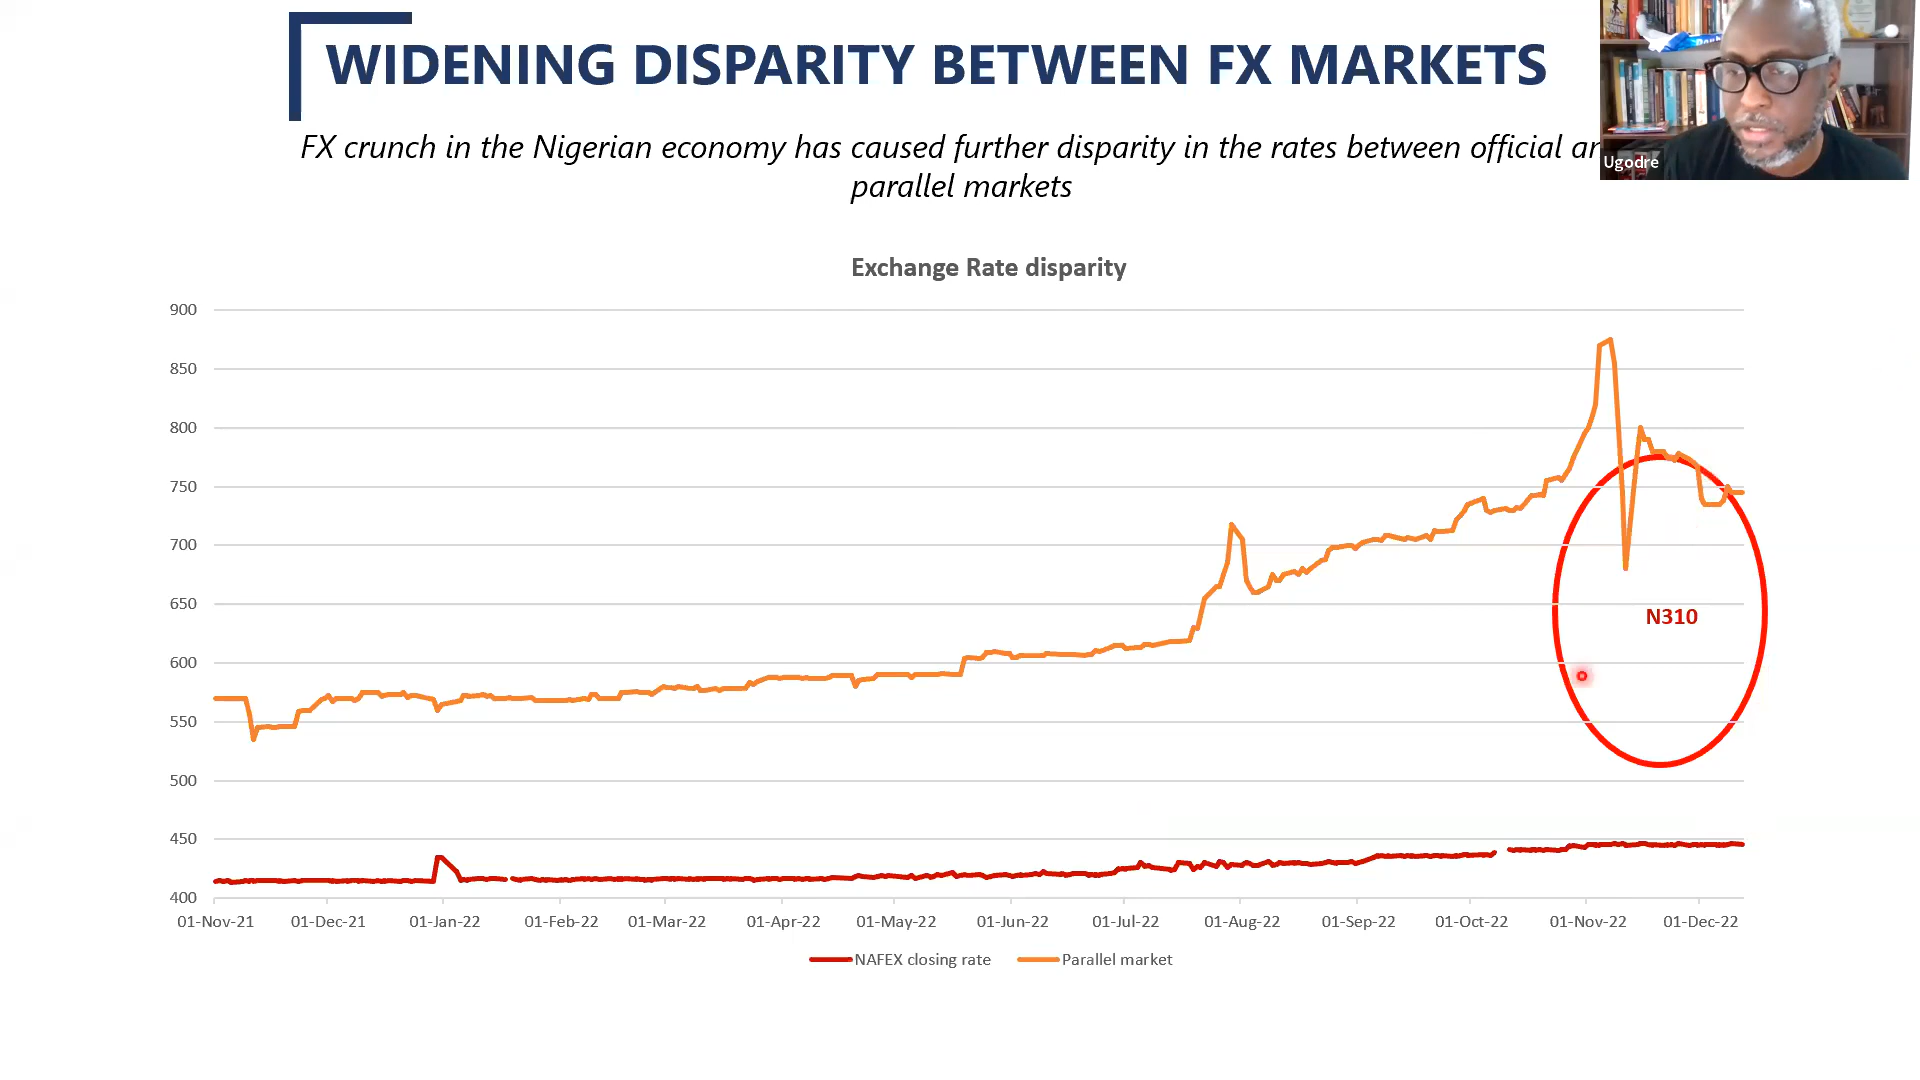 WIDENING DISPARITY BETWEEN FX MARKETS
FX crunch in the Nigerian economy has caused further disparity in the rates between official
parallel markets
Ugodre
Exchange Rate disparity
900
850
800
750
700
650
600
550
500
450
400
N310
01-Nov-21 01-Dec-21 01-Jan-22 01-Feb-22 01-Mar-22 01-Apr-22 01-May-22 01-Jun-22 01-Jul-22 01-Aug-22 01-Sep-22 01-Oct-22 01-Nov-22 01-Dec-22
NAFEX closing rate Parallel market